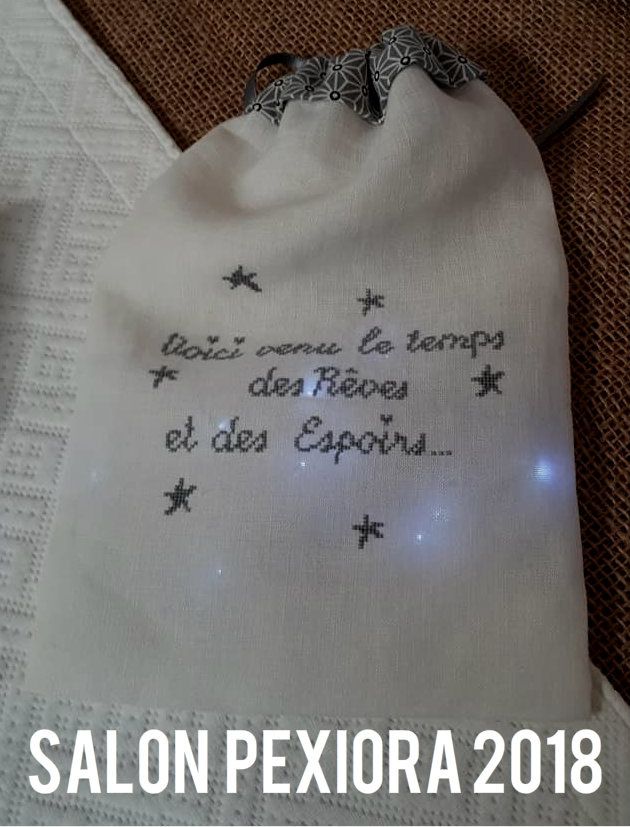 Voici venu le temps
des Rêves
et des Espoirs...
SALON PEXIORA 2018